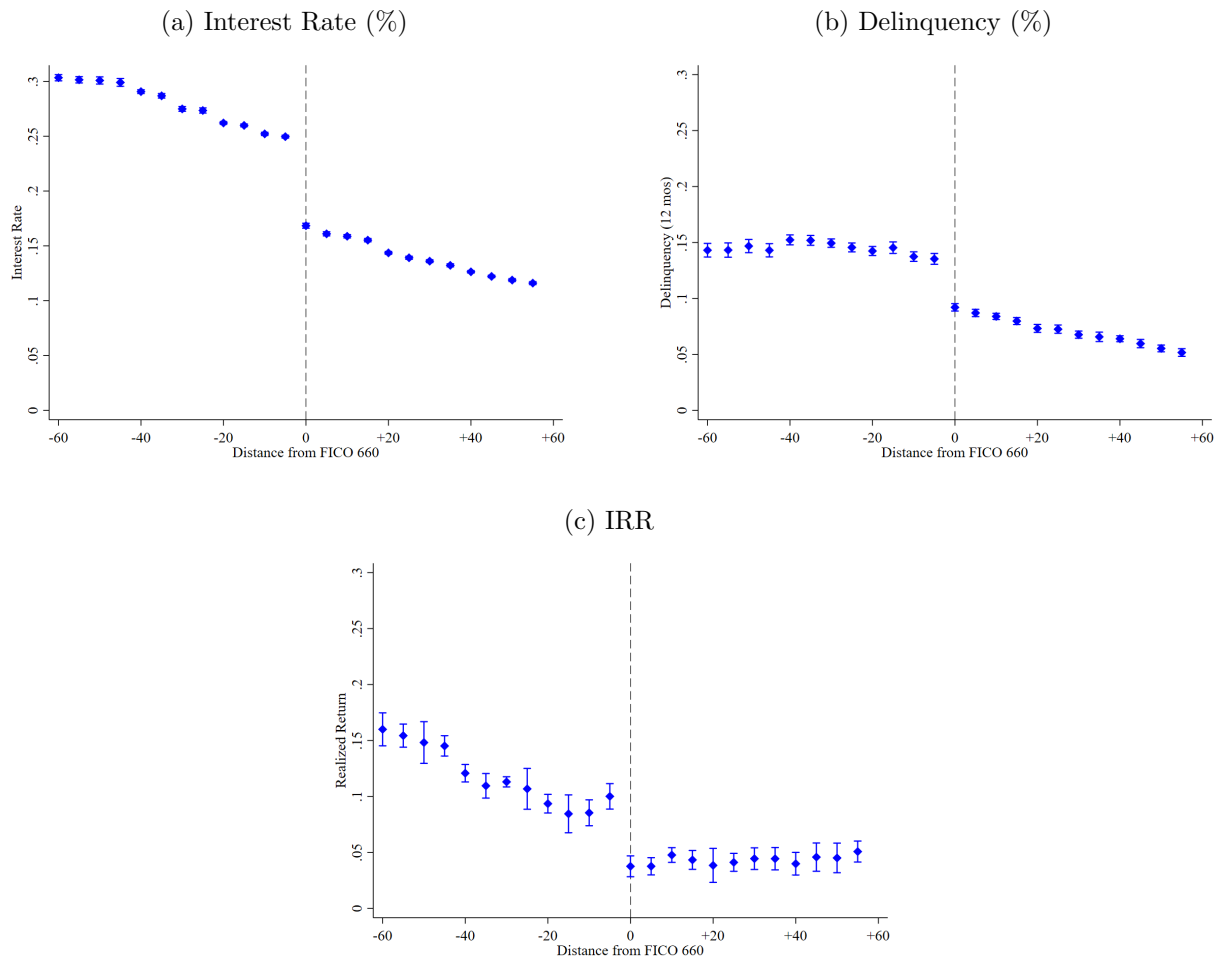 (a) Interest Rate (%)
Interest Rate
.3
.25
.2
.15
.1
.05
0
-60 -40 -20 0 +20 +40 +60
Distance from FICO 660
(b) Delinquency (%)
Delinquency (12 mos)
.3
.25
.2
.15
.1
.05
0
-60 -40 -20 0 +20 +40 +60
Distance from FICO 660
(c) IRR
Realized Return
.3
.25
.2
.15
.1
.05
0
-60 -40 -20 0 +20 +40 +60
Distance from FICO 660